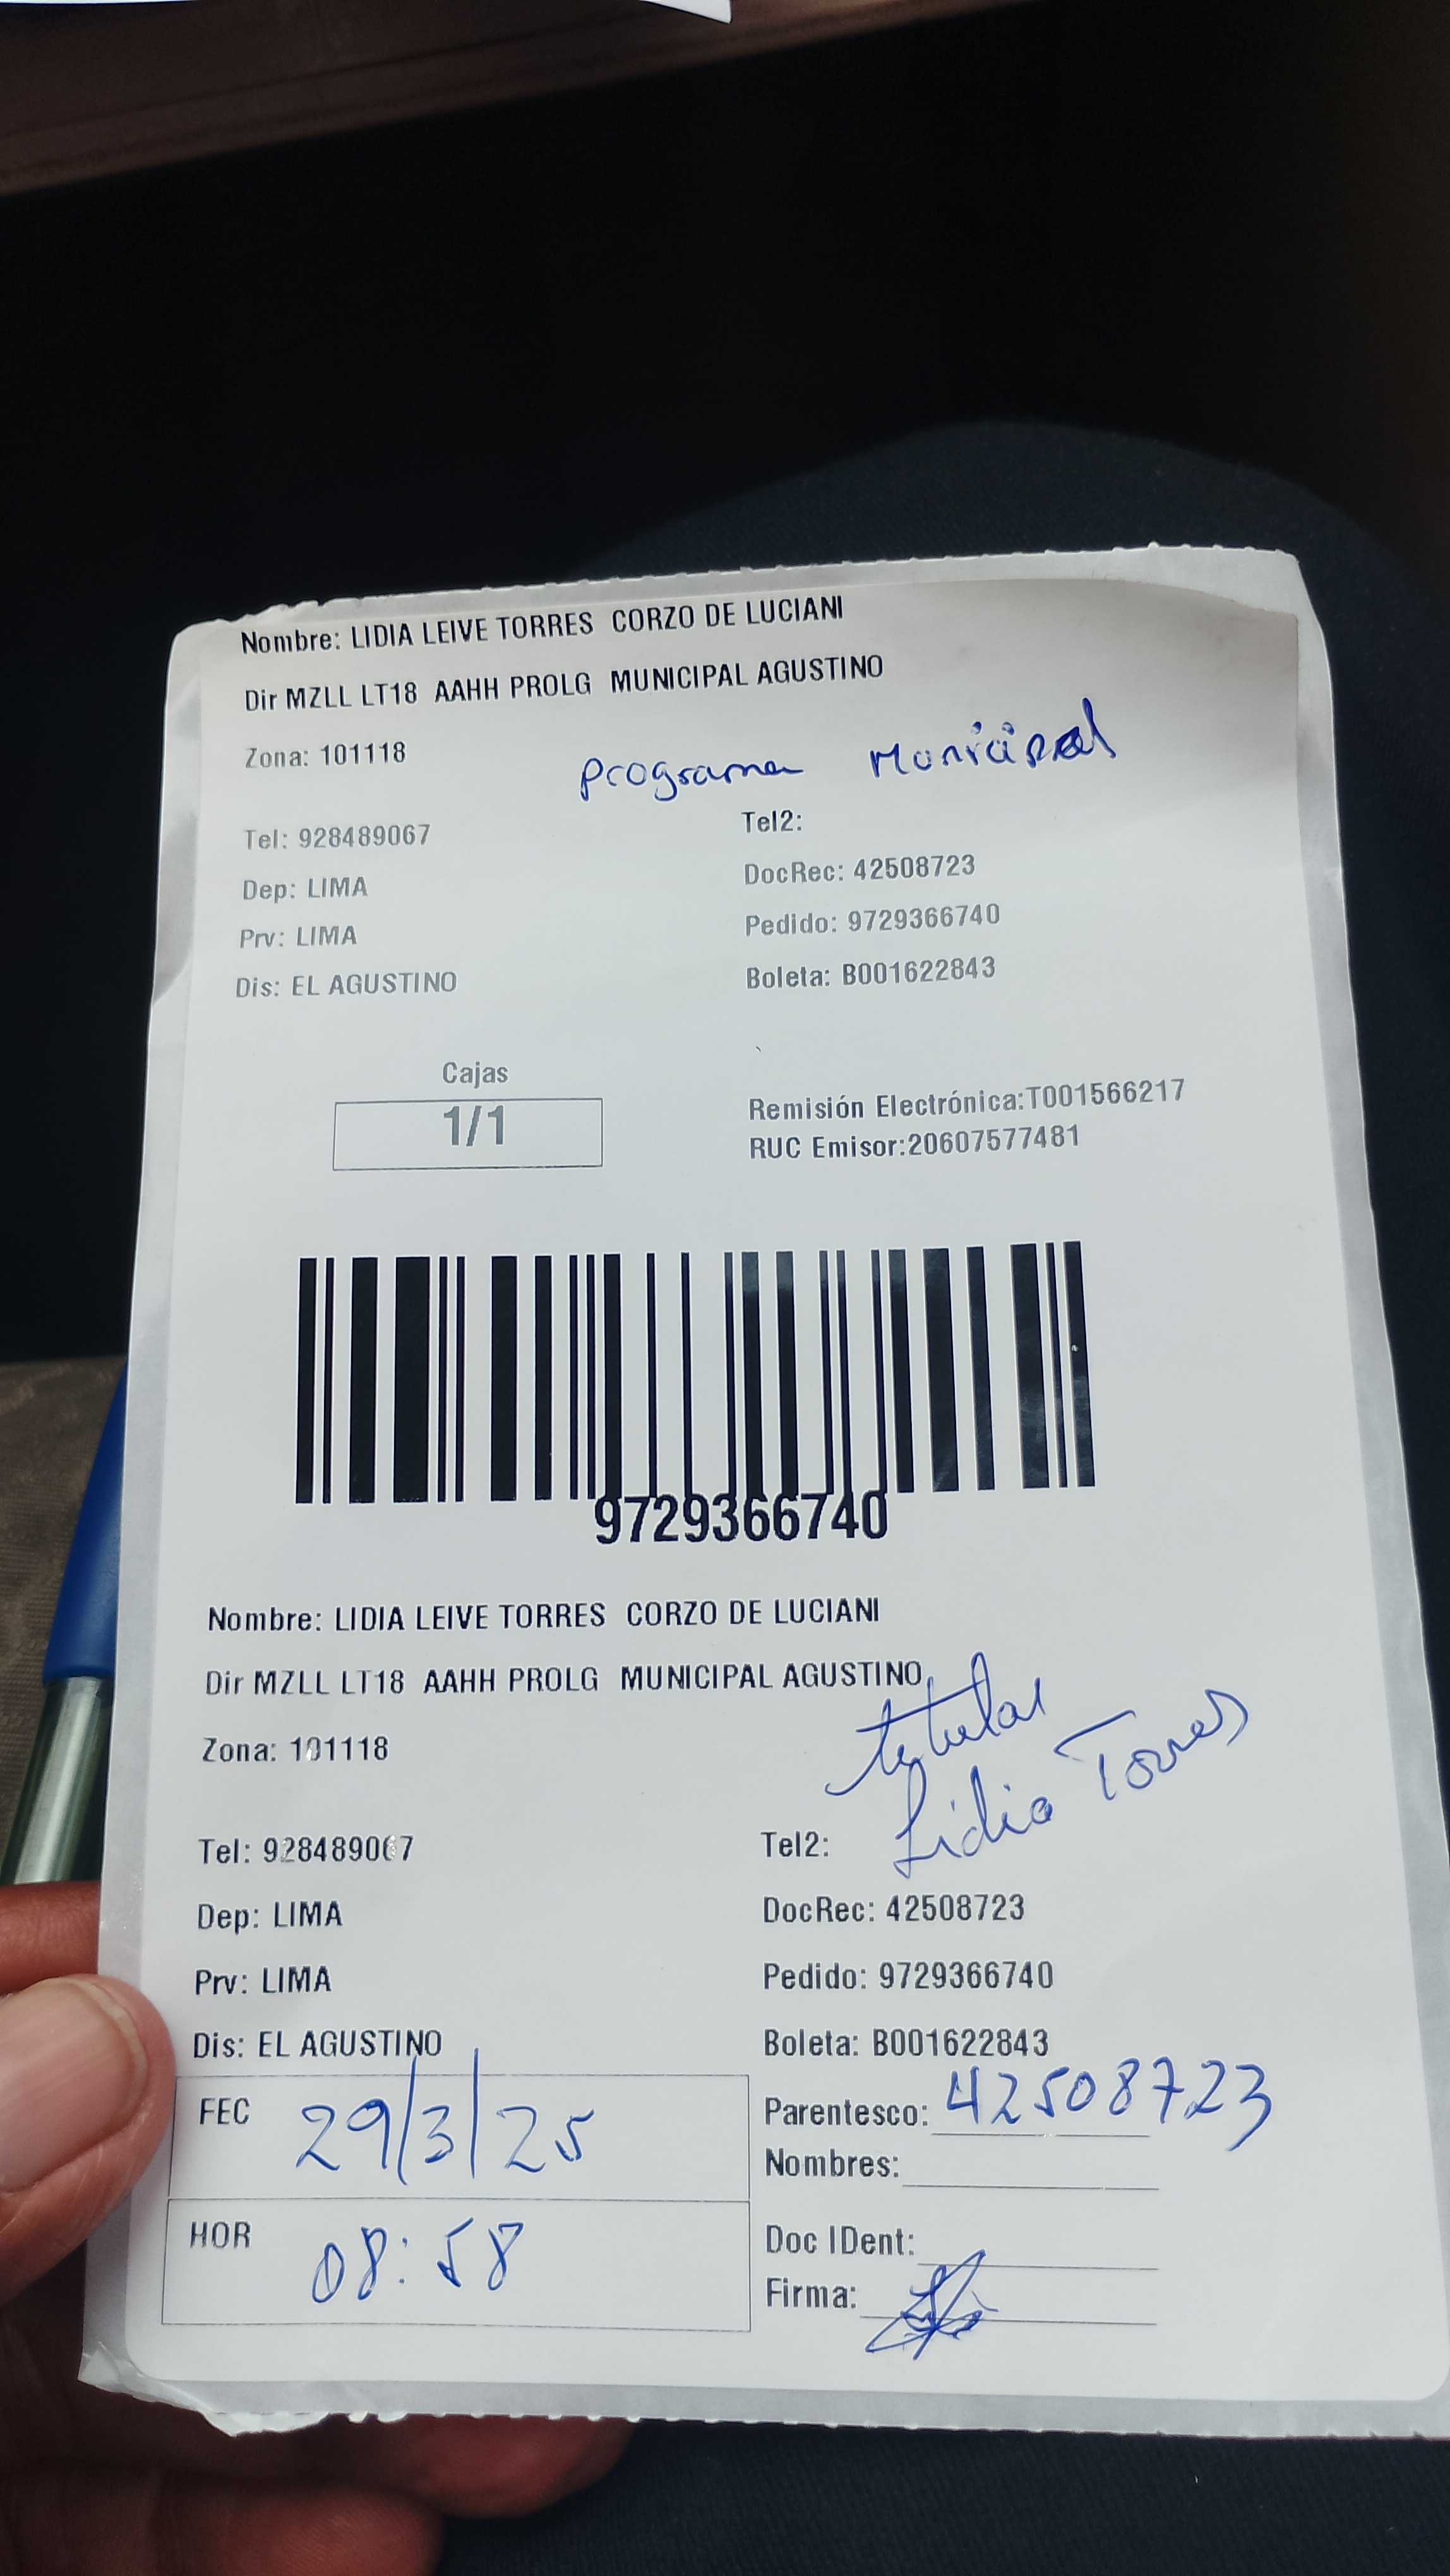 Nombre: LIDIA LEIVE TORRES CORZO DE LUCIANI
Dir MZLL LT18 AAHH PROLG MUNICIPAL AGUSTINO
Zona: 101118
Programa Municipal
Tel: 928489067
Tel2:
Dep: LIMA
DocRec: 42508723
Prv: LIMA
Pedido: 9729366740
Dis: EL AGUSTINO
Boleta: B001622843
Cajas
1/1
Remisión Electrónica:T001566217
RUC Emisor:20607577481
9729366740
Nombre: LIDIA LEIVE TORRES CORZO DE LUCIANI
Dir MZLL LT18 AAHH PROLG MUNICIPAL AGUSTINO
titular
Zona: 101118
Lidia Torres
Tel: 928489067
Tel2:
Dep: LIMA
DocRec: 42508723
Prv: LIMA
Pedido: 9729366740
Dis: EL AGUSTINO
Boleta: B001622843
FEC 29/3/25
Parentesco: 42508723
Nombres:
HOR 08:58
Doc IDent:
Firma: